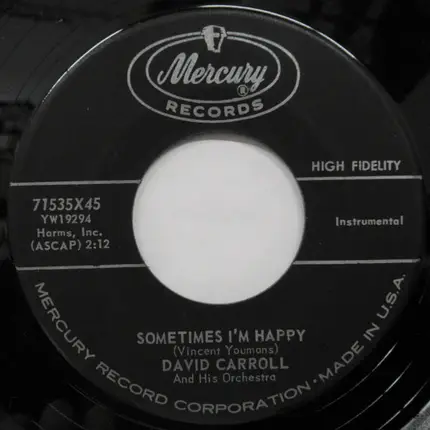 Mercury
®
RECORDS
HIGH FIDELITY
71535X45
YW19294
Harms, Inc.
(ASCAP) 2:12
Instrumental
SOMETIMES I'M HAPPY
(Vincent Youmans)
DAVID CARROLL
And His Orchestra
MERCURY RECORD CORPORATION · MADE IN U.S.A.